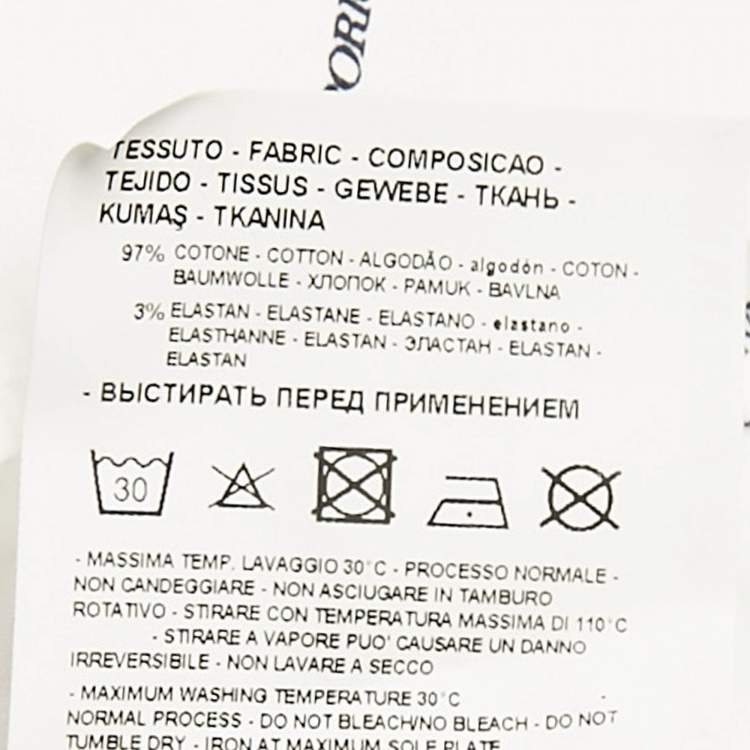 TESSUTO - FABRIC - COMPOSICAO -
TEJIDO - TISSUS - GEWEBE - ТКАНЬ -
KUMAŞ - TKANINA
97% COTONE - COTTON - ALGODÃO - algodón - COTON -
BAUMWOLLE - ХЛОПОК - PAMUK - BAVLNA
3% ELASTAN - ELASTANE - ELASTANO - elastano -
ELASTHANNE - ELASTAN - ЭЛАСТАН - ELASTAN -
ELASTAN
- ВЫСТИРАТЬ ПЕРЕД ПРИМЕНЕНИЕМ
30
- MASSIMA TEMP. LAVAGGIO 30°C - PROCESSO NORMALE -
NON CANDEGGIARE - NON ASCIUGARE IN TAMBURO
ROTATIVO - STIRARE CON TEMPERATURA MASSIMA DI 110°C
- STIRARE A VAPORE PUO' CAUSARE UN DANNO
IRREVERSIBILE - NON LAVARE A SECCO
- MAXIMUM WASHING TEMPERATURE 30°C -
NORMAL PROCESS - DO NOT BLEACH/NO BLEACH - DO NOT
TUMBLE DRY - IRON AT MAXIMUM SOLE PLATE